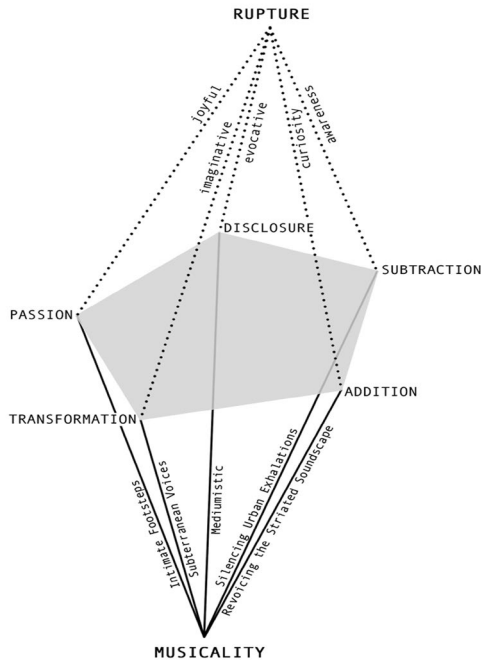 RUPTURE
joyful
imaginative
evocative
curiosity
awareness
DISCLOSURE
SUBTRACTION
PASSION
ADDITION
TRANSFORMATION
Intimate Footsteps
Subterranean Voices
Mediumistic
Silencing Urban Exhalations
Revoicing the Striated Soundscape
MUSICALITY